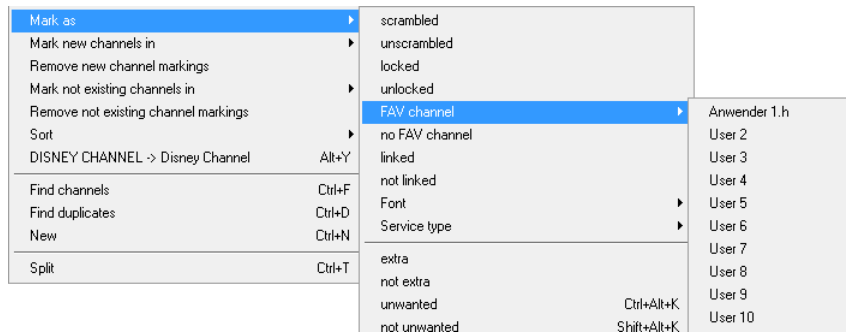 Mark as
Mark new channels in
Remove new channel markings
Mark not existing channels in
Remove not existing channel markings
Sort
DISNEY CHANNEL -> Disney Channel Alt+Y
Find channels Ctrl+F
Find duplicates Ctrl+D
New Ctrl+N
Split Ctrl+T
scrambled
unscrambled
locked
unlocked
FAV channel
no FAV channel
linked
not linked
Font
Service type
extra
not extra
unwanted Ctrl+Alt+K
not unwanted Shift+Alt+K
Anwender 1.h
User 2
User 3
User 4
User 5
User 6
User 7
User 8
User 9
User 10